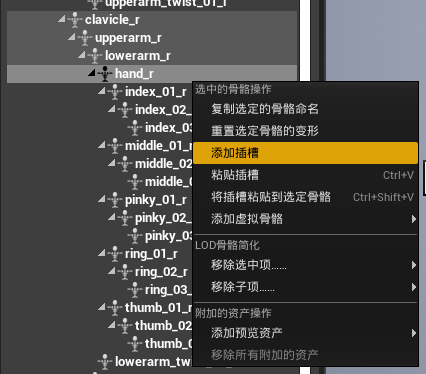 upperarm_twist_01_r
clavicle_r
upperarm_r
lowerarm_r
hand_r
index_01_r
index_02_
index_03
middle_01_r
middle_02
middle_0
pinky_01_r
pinky_02_
pinky_03
ring_01_r
ring_02_r
ring_03_
thumb_01_r
thumb_02
thumb_0
lowerarm_tw
选中的骨骼操作
复制选定的骨骼命名
重置选定骨骼的变形
添加插槽
粘贴插槽 Ctrl+V
将插槽粘贴到选定骨骼 Ctrl+Shift+V
添加虚拟骨骼
LOD骨骼简化
移除选中项......
移除子项......
附加的资产操作
添加预览资产
移除所有附加的资产